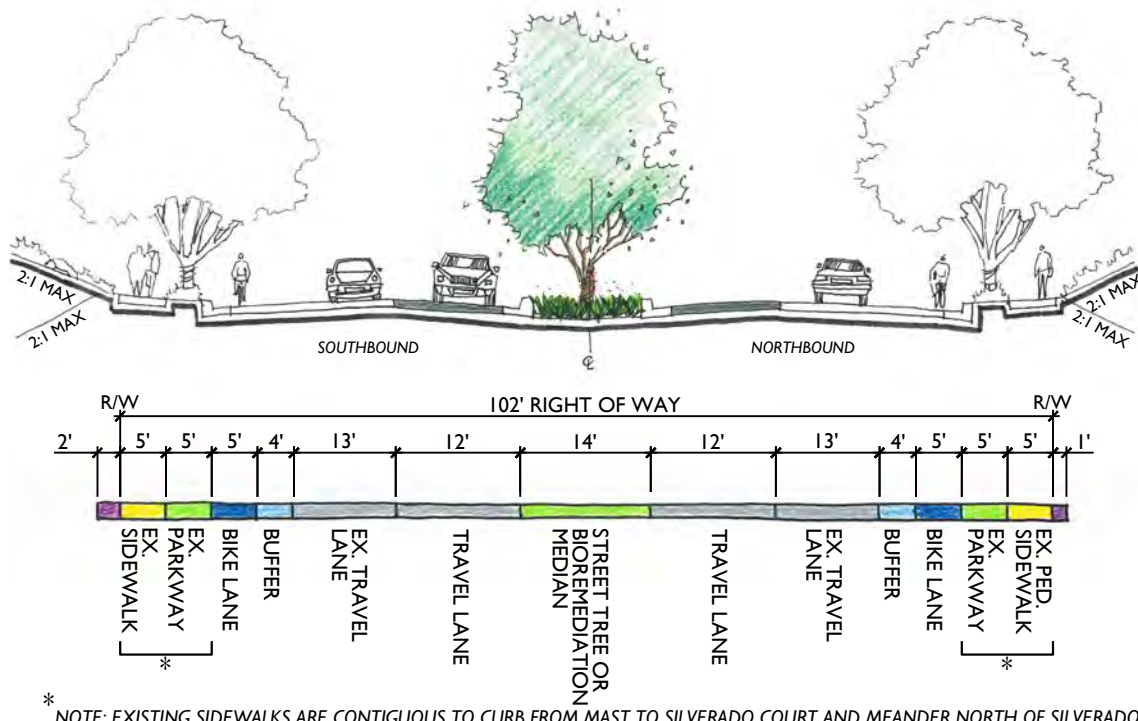 2:1 MAX
2:1 MAX
2:1 MAX
2:1 MAX
SOUTHBOUND
NORTHBOUND
℄
R/W
102' RIGHT OF WAY
R/W
2'
5'
5'
5'
4'
13'
12'
14'
12'
13'
4'
5'
5'
5'
1'
EX.
SIDEWALK
EX.
PARKWAY
BIKE LANE
BUFFER
EX. TRAVEL
LANE
TRAVEL LANE
STREET TREE OR
BIOREMEDIATION
MEDIAN
TRAVEL LANE
EX. TRAVEL
LANE
BUFFER
BIKE LANE
EX.
PARKWAY
EX. PED.
SIDEWALK
*
*
* NOTE: EXISTING SIDEWALKS ARE CONTIGUOUS TO CURB FROM MAST TO SILVERADO COURT AND MEANDER NORTH OF SILVERADO